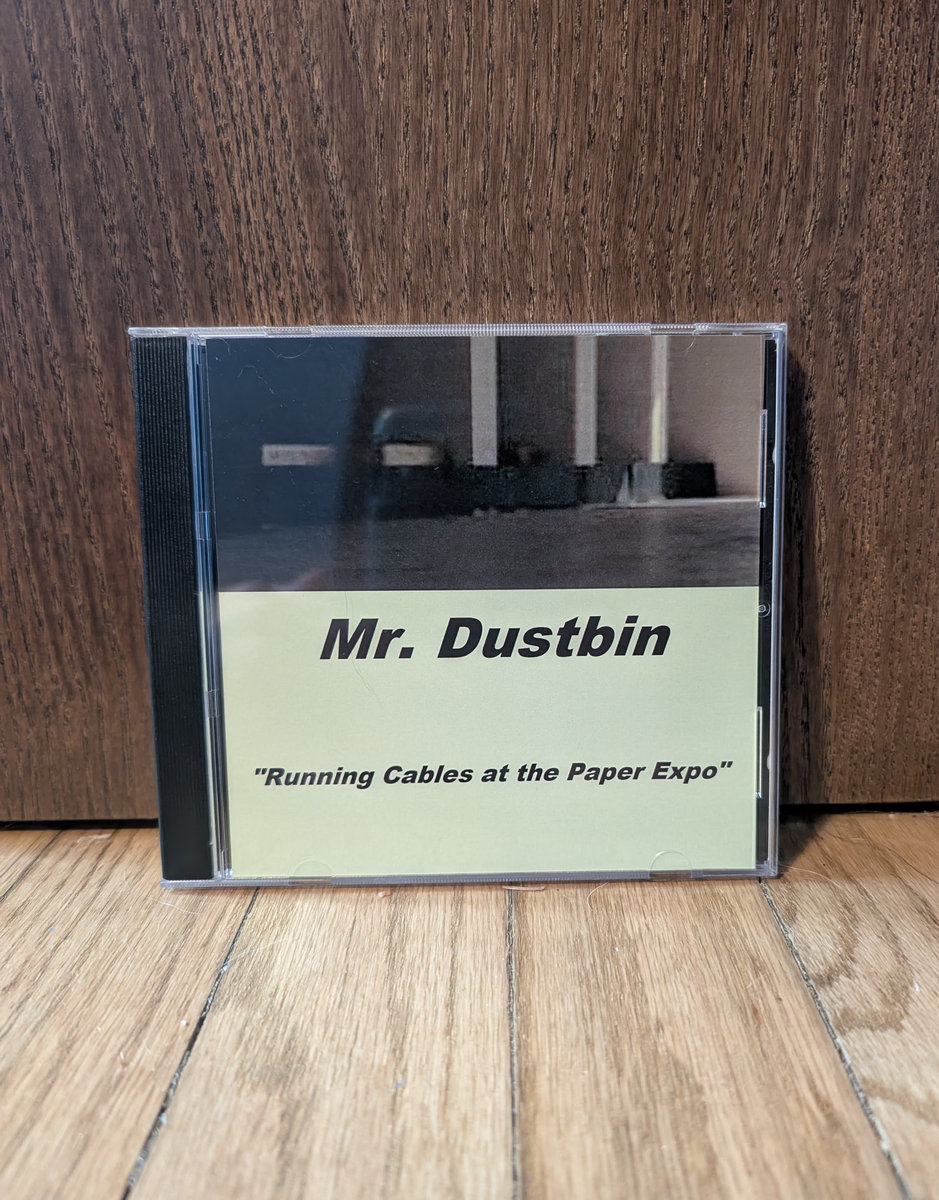 Mr. Dustbin
"Running Cables at the Paper Expo"